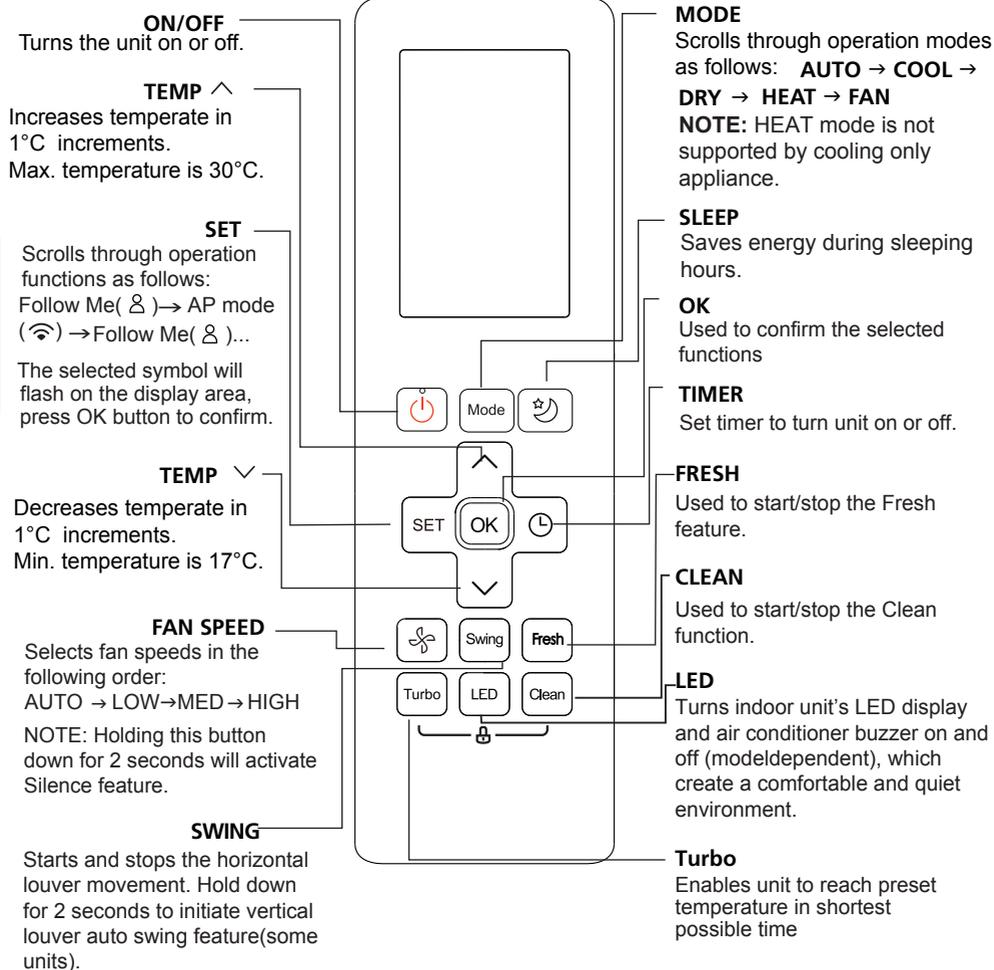 ON/OFF
Turns the unit on or off.
TEMP
Increases temperate in
1°C increments.
Max. temperature is 30°C.
SET
Scrolls through operation
functions as follows:
Follow Me( )→ AP mode
( ) →Follow Me( )...
The selected symbol will
flash on the display area,
press OK button to confirm.
TEMP
Decreases temperate in
1°C increments.
Min. temperature is 17°C.
FAN SPEED
Selects fan speeds in the
following order:
AUTO → LOW→MED→HIGH
NOTE: Holding this button
down for 2 seconds will activate
Silence feature.
SWING
Starts and stops the horizontal
louver movement. Hold down
for 2 seconds to initiate vertical
louver auto swing feature(some
units).
Mode
SET
OK
Swing
Fresh
Turbo
LED
Clean
MODE
Scrolls through operation modes
as follows: AUTO → COOL →
DRY → HEAT → FAN
NOTE: HEAT mode is not
supported by cooling only
appliance.
SLEEP
Saves energy during sleeping
hours.
OK
Used to confirm the selected
functions
TIMER
Set timer to turn unit on or off.
FRESH
Used to start/stop the Fresh
feature.
CLEAN
Used to start/stop the Clean
function.
LED
Turns indoor unit's LED display
and air conditioner buzzer on and
off (modeldependent), which
create a comfortable and quiet
environment.
Turbo
Enables unit to reach preset
temperature in shortest
possible time